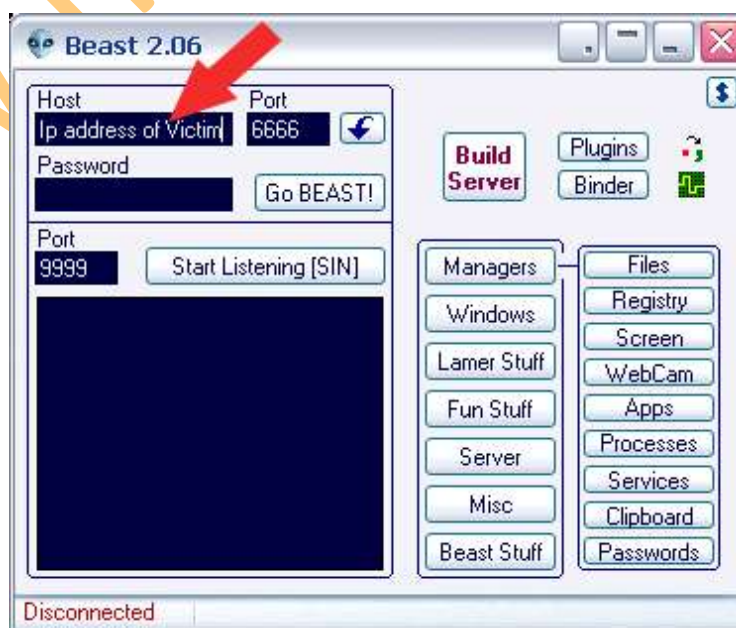 Beast 2.06
Host Port
Ip address of Victim 6666
Password
Go BEAST!
Port
9999 Start Listening [SIN]
Build
Server
Plugins
Binder
$
Managers
Windows
Lamer Stuff
Fun Stuff
Server
Misc
Beast Stuff
Files
Registry
Screen
WebCam
Apps
Processes
Services
Clipboard
Passwords
Disconnected